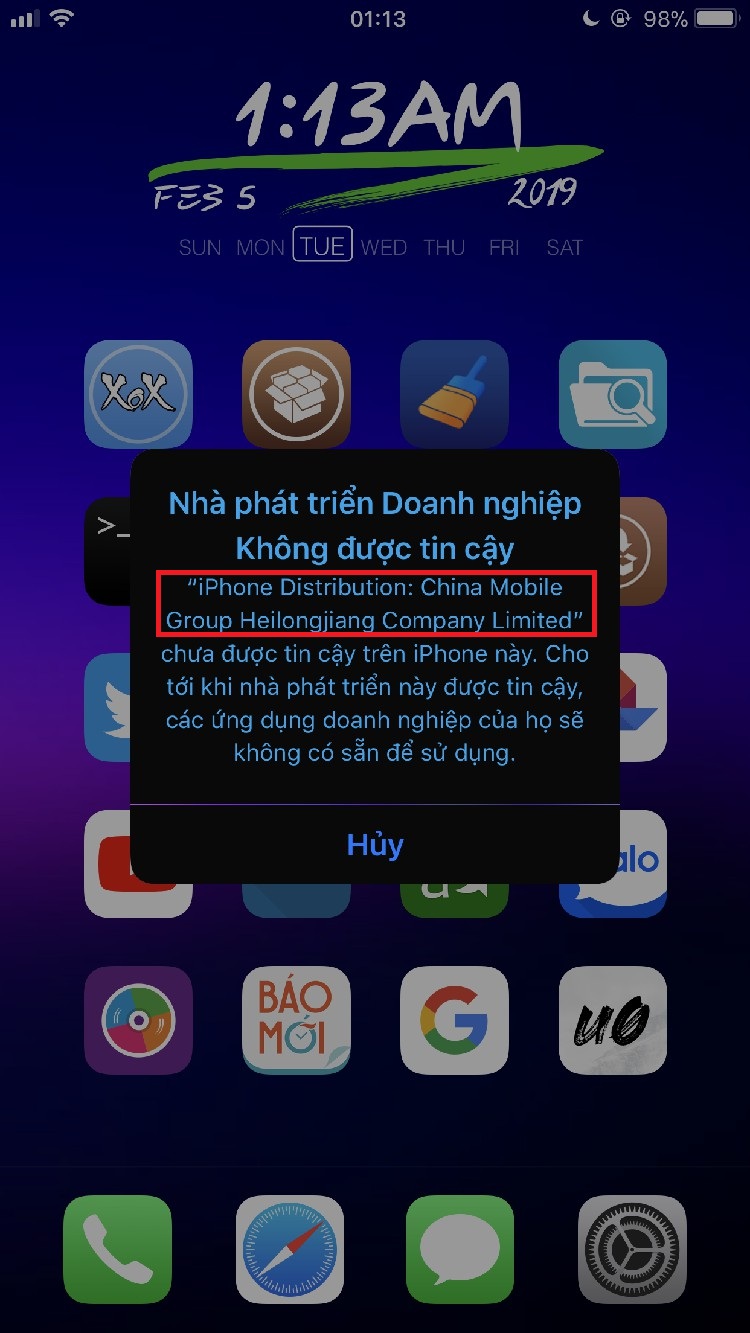 01:13
98%
1:13AM
FEB 5
2019
SUN MON TUE WED THU FRI SAT
XoX
>_
Nhà phát triển Doanh nghiệp
Không được tin cậy
“iPhone Distribution: China Mobile
Group Heilongjiang Company Limited”
chưa được tin cậy trên iPhone này. Cho
tới khi nhà phát triển này được tin cậy,
các ứng dụng doanh nghiệp của họ sẽ
không có sẵn để sử dụng.
Hủy
alo
BÁO
MỚI
G
u0